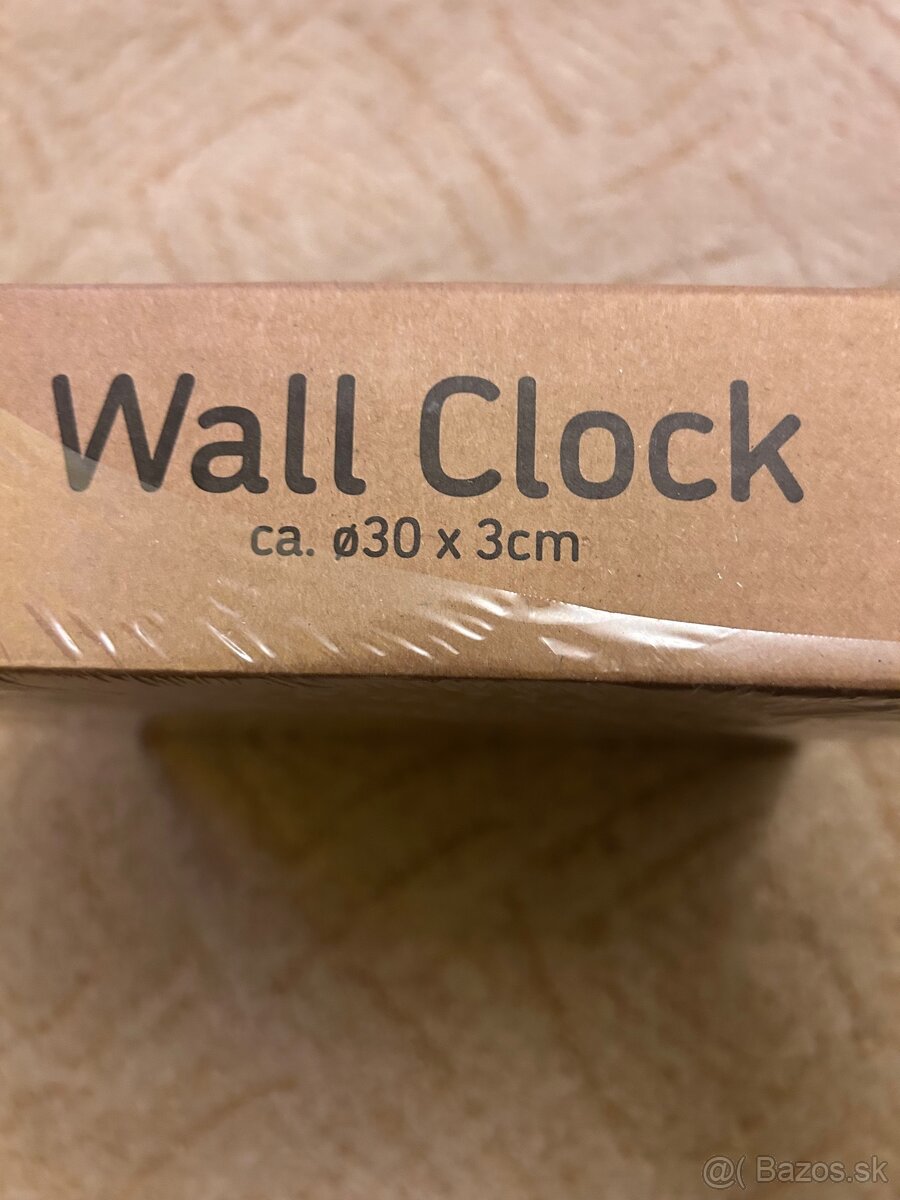 Wall Clock
ca. ø30 x 3cm
@( Bazos.sk